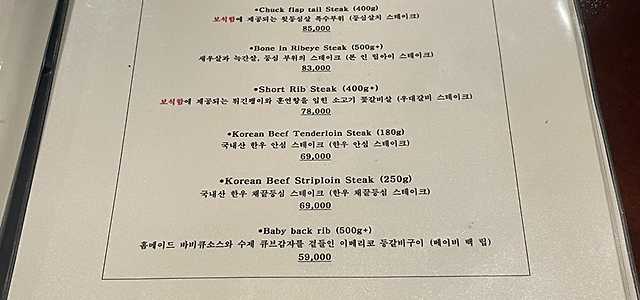 •Chuck flap tail Steak (400g)
보석함에 제공되는 윗등심살 특수부위 (등심살치 스테이크)
85,000
•Bone in Ribeye Steak (500g+)
새우살과 늑간살, 등심 부위의 스테이크 (본 인 립아이 스테이크)
83,000
•Short Rib Steak (400g+)
보석함에 제공되는 튀긴팽이와 훈연향을 입힌 소고기 꽃갈비살 (우대갈비 스테이크)
78,000
•Korean Beef Tenderloin Steak (180g)
국내산 한우 안심 스테이크 (한우 안심 스테이크)
69,000
•Korean Beef Striploin Steak (250g)
국내산 한우 채끝등심 스테이크 (한우 채끝등심 스테이크)
69,000
•Baby back rib (500g+)
홈메이드 바비큐소스와 수제 큐브감자를 곁들인 이베리코 등갈비구이 (베이비 백 립)
59,000